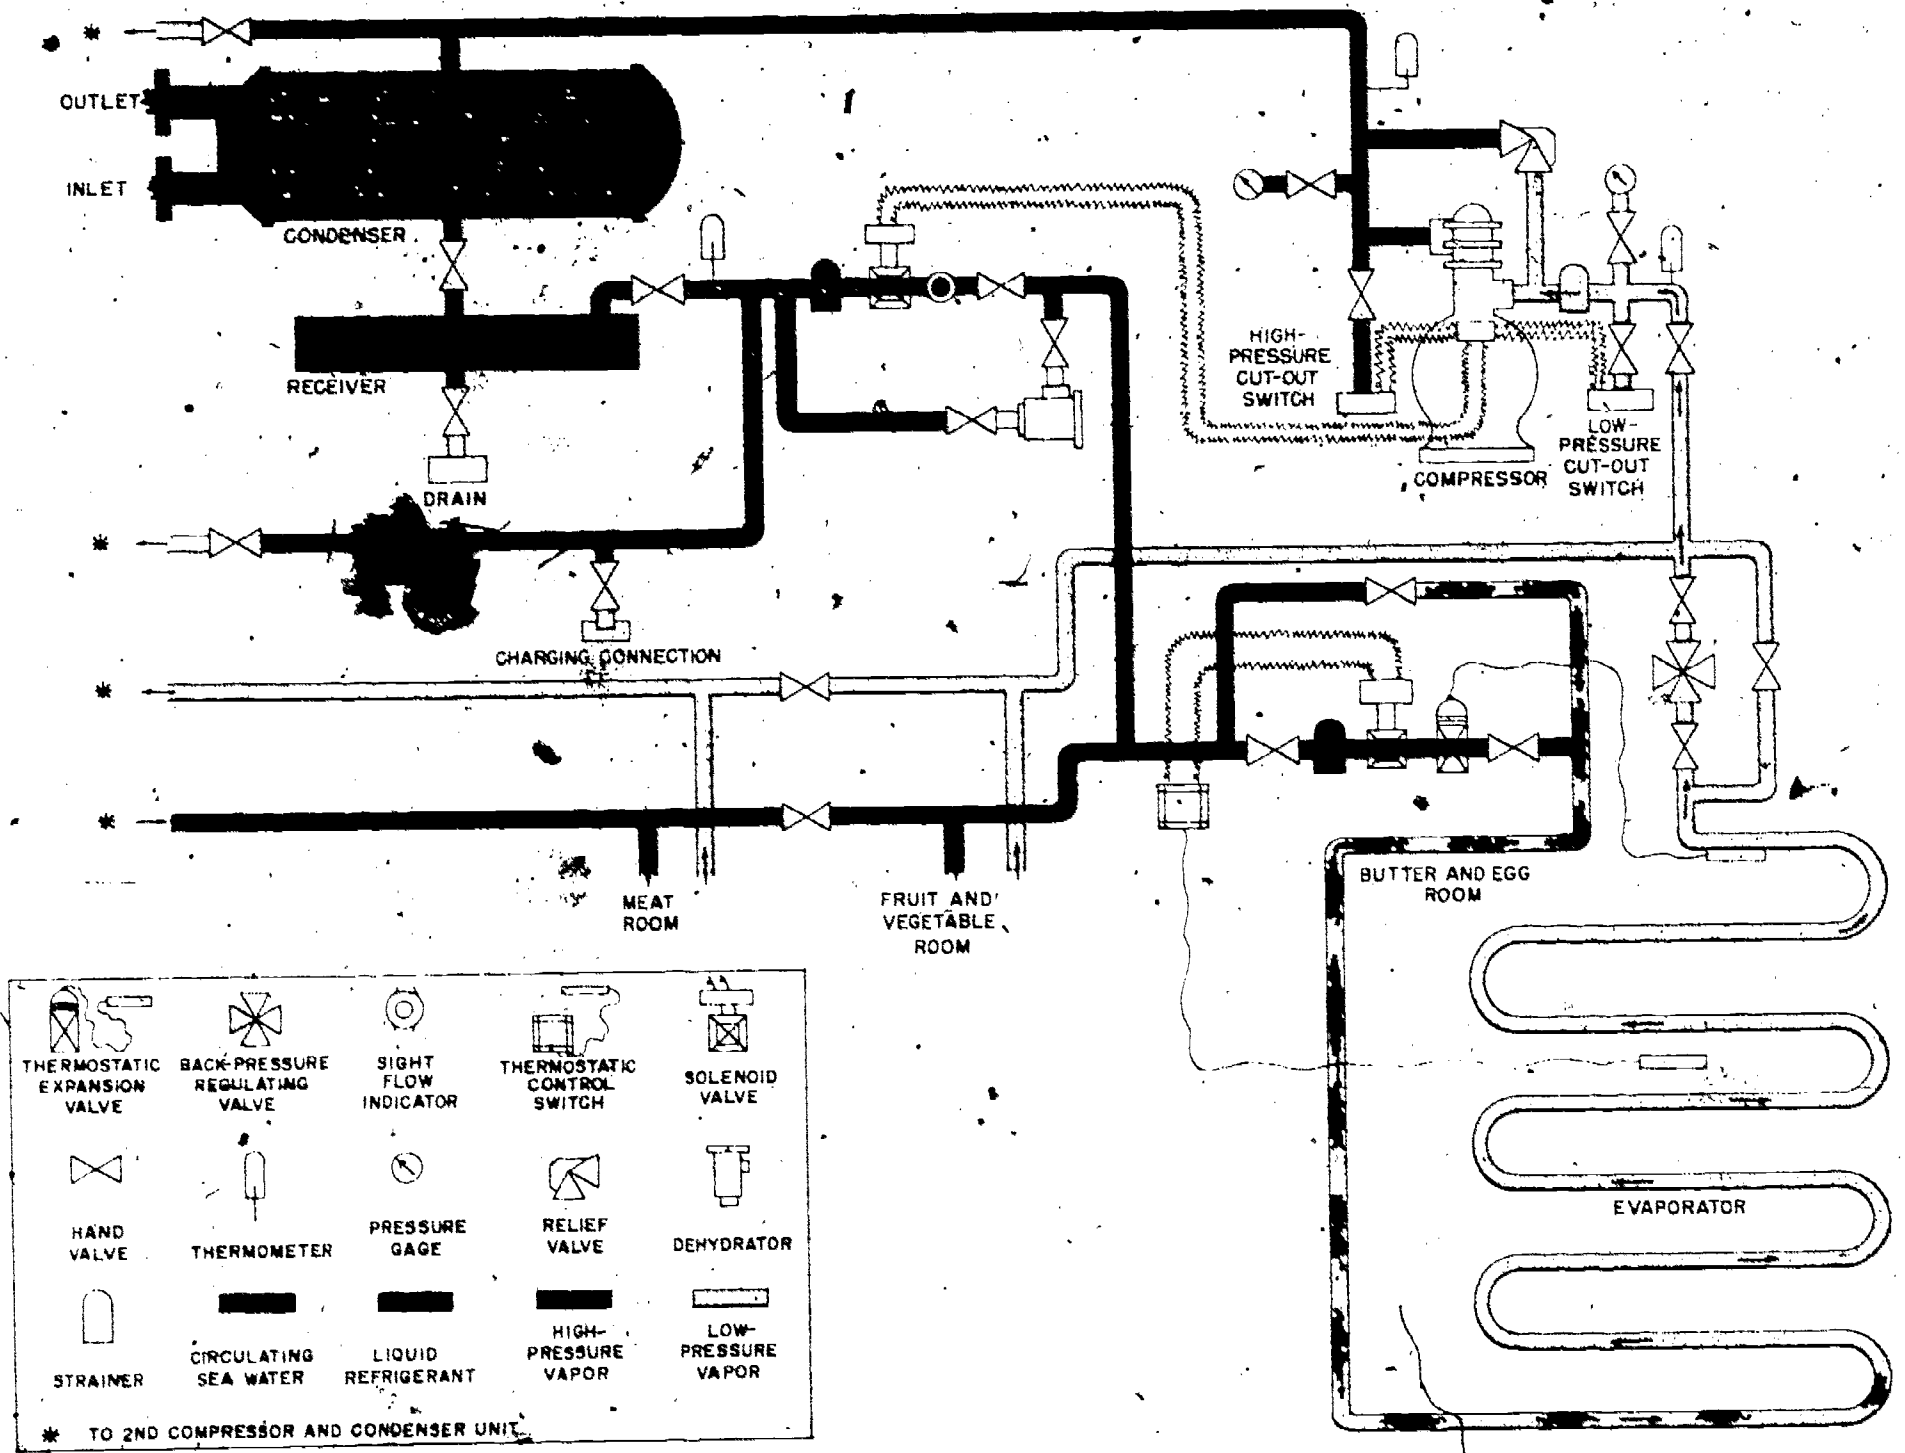 OUTLET
INLET
CONDENSER
RECEIVER
DRAIN
CHARGING CONNECTION
HIGH-
PRESSURE
CUT-OUT
SWITCH
COMPRESSOR
LOW-
PRESSURE
CUT-OUT
SWITCH
MEAT
ROOM
FRUIT AND
VEGETABLE
ROOM
BUTTER AND EGG
ROOM
EVAPORATOR
THERMOSTATIC
EXPANSION
VALVE
BACK-PRESSURE
REGULATING
VALVE
SIGHT
FLOW
INDICATOR
THERMOSTATIC
CONTROL
SWITCH
SOLENOID
VALVE
HAND
VALVE
THERMOMETER
PRESSURE
GAGE
RELIEF
VALVE
DEHYDRATOR
STRAINER
CIRCULATING
SEA WATER
LIQUID
REFRIGERANT
HIGH-
PRESSURE
VAPOR
LOW-
PRESSURE
VAPOR
* TO 2ND COMPRESSOR AND CONDENSER UNIT